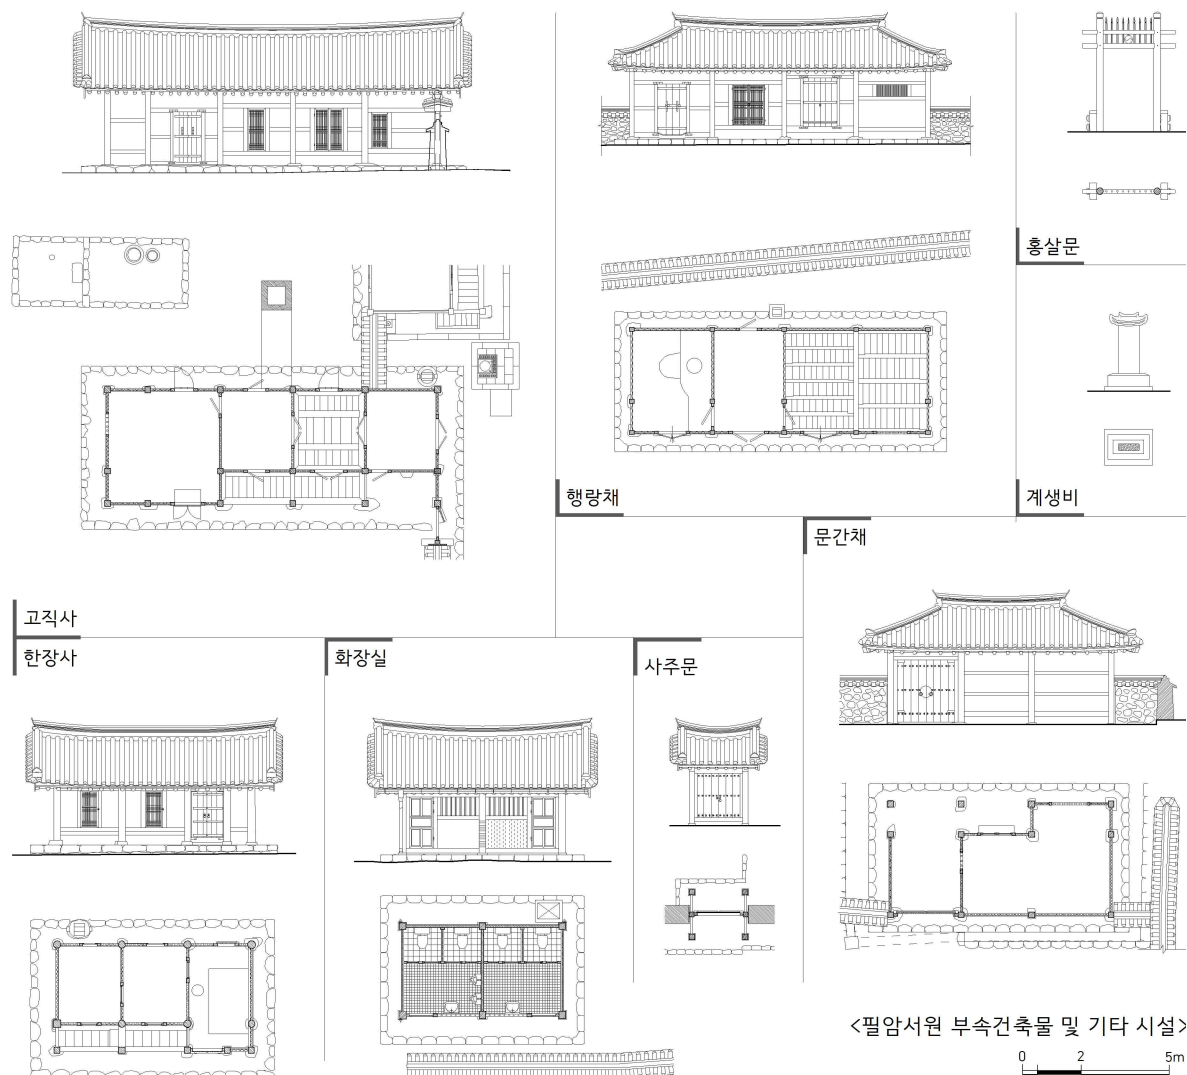 홍살문
행랑채
계생비
문간채
고직사
한장사
화장실
사주문
<필암서원 부속건축물 및 기타 시설>
0 2 5m